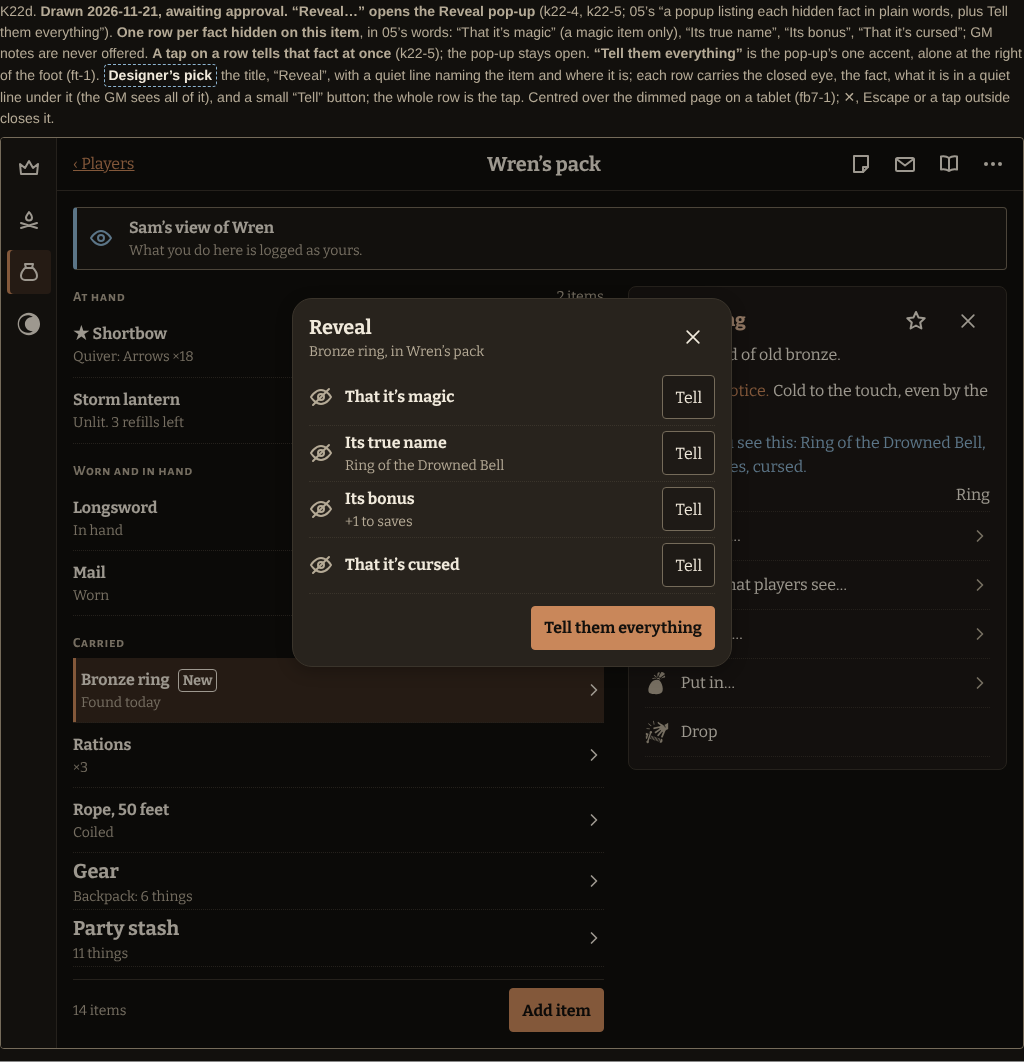 K22d. Drawn 2026-11-21, awaiting approval. “Reveal…” opens the Reveal pop-up (k22-4, k22-5; 05’s “a popup listing each hidden fact in plain words, plus Tell
them everything”). One row per fact hidden on this item, in 05’s words: “That it’s magic” (a magic item only), “Its true name”, “Its bonus”, “That it’s cursed”; GM
notes are never offered. A tap on a row tells that fact at once (k22-5); the pop-up stays open. “Tell them everything” is the pop-up’s one accent, alone at the right
of the foot (ft-1). Designer’s pick the title, “Reveal”, with a quiet line naming the item and where it is; each row carries the closed eye, the fact, what it is in a quiet
line under it (the GM sees all of it), and a small “Tell” button; the whole row is the tap. Centred over the dimmed page on a tablet (fb7-1); ✕, Escape or a tap outside
closes it.
‹ Players
Wren’s pack
Sam’s view of Wren
What you do here is logged as yours.
At hand
2 items
★ Shortbow
Quiver: Arrows ×18
Storm lantern
Unlit. 3 refills left
Worn and in hand
Longsword
In hand
Mail
Worn
Carried
Bronze ring New
Found today
Rations
×3
Rope, 50 feet
Coiled
Gear
Backpack: 6 things
Party stash
11 things
14 items
Add item
Reveal
Bronze ring, in Wren’s pack
That it’s magic
Tell
Its true name
Ring of the Drowned Bell
Tell
Its bonus
+1 to saves
Tell
That it’s cursed
Tell
Tell them everything
of old bronze.
Cold to the touch, even by the
see this: Ring of the Drowned Bell,
cursed.
Ring
players see…
Put in…
Drop